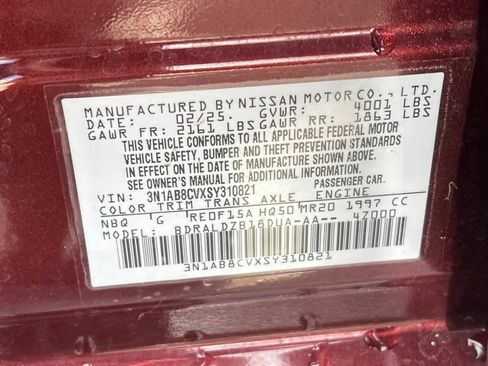 MANUFACTURED BY NISSAN MOTOR CO., LTD.
DATE: 02/25. GVWR: 4001 LBS
GAWR FR: 2161 LBS GAWR RR: 1863 LBS
THIS VEHICLE CONFORMS TO ALL APPLICABLE FEDERAL MOTOR
VEHICLE SAFETY, BUMPER AND THEFT PREVENTION STANDARDS
IN EFFECT ON THE DATE OF MANUFACTURE SHOWN ABOVE.
SEE OWNER'S MANUAL FOR ADDITIONAL INFORMATION.
VIN: 3N1AB8CVXSY310821 PASSENGER CAR.
COLOR TRIM TRANS AXLE ENGINE
NBQ G RE0F15A HQ50 MR20 1997 CC
MODEL: BDRALDZB18DUA-AA-- 47000
3N1AB8CVXSY310821